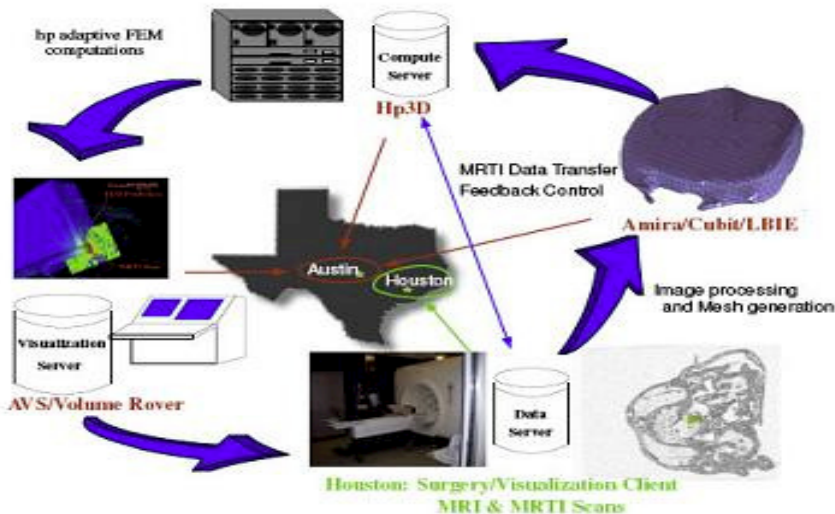 hp adaptive FEM
computations
Compute
Server
Hp3D
MRTI Data Transfer
Feedback Control
Amira/Cubit/LBIE
Austin
Houston
Image processing
and Mesh generation
Visualization
Server
AVS/Volume Rover
Data
Server
Houston: Surgery/Visualization Client
MRI & MRTI Scans